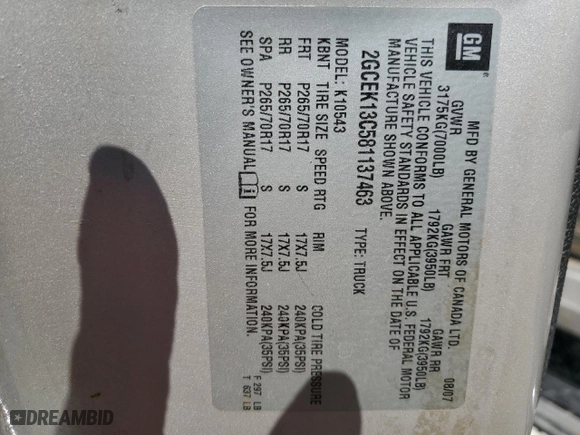 GM
MFD BY GENERAL MOTORS OF CANADA LTD.
08/07
GVWR GAWR FRT GAWR RR
3175KG(7000LB) 1792KG(3950LB) 1792KG(3950LB)
THIS VEHICLE CONFORMS TO ALL APPLICABLE U.S. FEDERAL MOTOR
VEHICLE SAFETY STANDARDS IN EFFECT ON THE DATE OF
MANUFACTURE SHOWN ABOVE.
2GCEK13C581137463 TYPE: TRUCK
MODEL: K10543
KBNT TIRE SIZE SPEED RTG RIM COLD TIRE PRESSURE
FRT P265/70R17 S 17X7.5J 240KPA(35PSI)
RR P265/70R17 S 17X7.5J 240KPA(35PSI)
SPA P265/70R17 S 17X7.5J 240KPA(35PSI)
SEE OWNER'S MANUAL FOR MORE INFORMATION.
F 297 LB
T 637 LB
DREAMBID